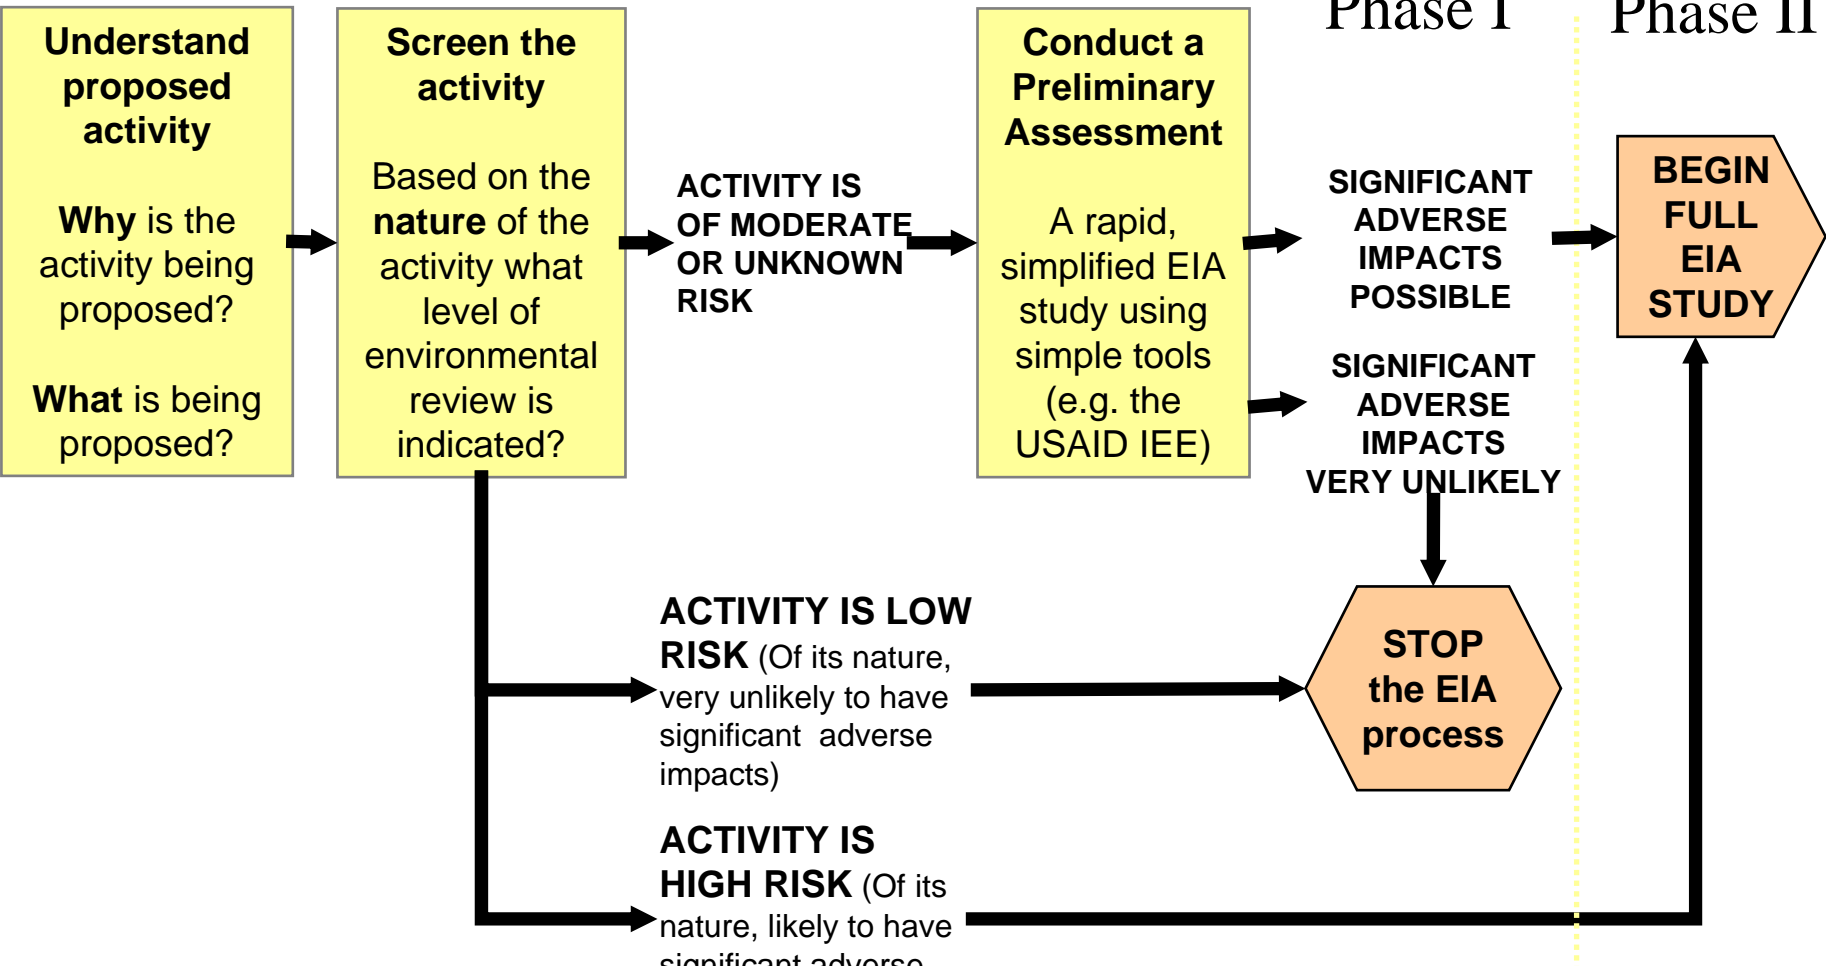 Phase I
Phase II
Understand
proposed
activity
Why is the
activity being
proposed?
What is being
proposed?
Screen the
activity
Based on the
nature of the
activity what
level of
environmental
review is
indicated?
ACTIVITY IS
OF MODERATE
OR UNKNOWN
RISK
Conduct a
Preliminary
Assessment
A rapid,
simplified EIA
study using
simple tools
(e.g. the
USAID IEE)
SIGNIFICANT
ADVERSE
IMPACTS
POSSIBLE
SIGNIFICANT
ADVERSE
IMPACTS
VERY UNLIKELY
BEGIN
FULL
EIA
STUDY
ACTIVITY IS LOW
RISK (Of its nature,
very unlikely to have
significant adverse
impacts)
STOP
the EIA
process
ACTIVITY IS
HIGH RISK (Of its
nature, likely to have
significant adverse